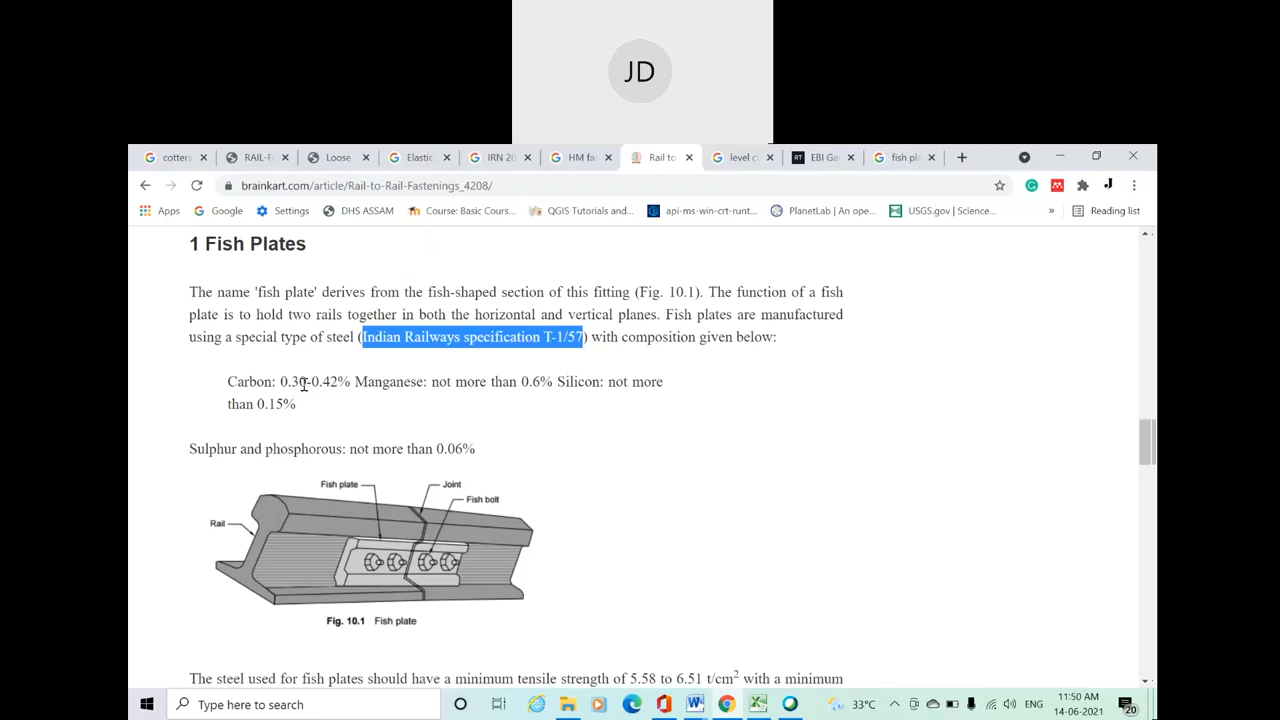 JD
cotters
RAIL-F
Loose
Elastic
IRN 20
HM fa
Rail to
level c
EBI Ga
fish pl
brainkart.com/article/Rail-to-Rail-Fastenings_4208/
Apps
Google
Settings
DHS ASSAM
Course: Basic Cours...
QGIS Tutorials and...
api-ms-win-crt-runt...
PlanetLab | An ope...
USGS.gov | Science...
»
Reading list
1 Fish Plates
The name 'fish plate' derives from the fish-shaped section of this fitting (Fig. 10.1). The function of a fish
plate is to hold two rails together in both the horizontal and vertical planes. Fish plates are manufactured
using a special type of steel (Indian Railways specification T-1/57) with composition given below:
Carbon: 0.30-0.42% Manganese: not more than 0.6% Silicon: not more
than 0.15%
Sulphur and phosphorous: not more than 0.06%
Fish plate
Joint
Fish bolt
Rail
Fig. 10.1 Fish plate
The steel used for fish plates should have a minimum tensile strength of 5.58 to 6.51 t/cm2 with a minimum
Type here to search
33°C
ENG
11:50 AM
14-06-2021
20